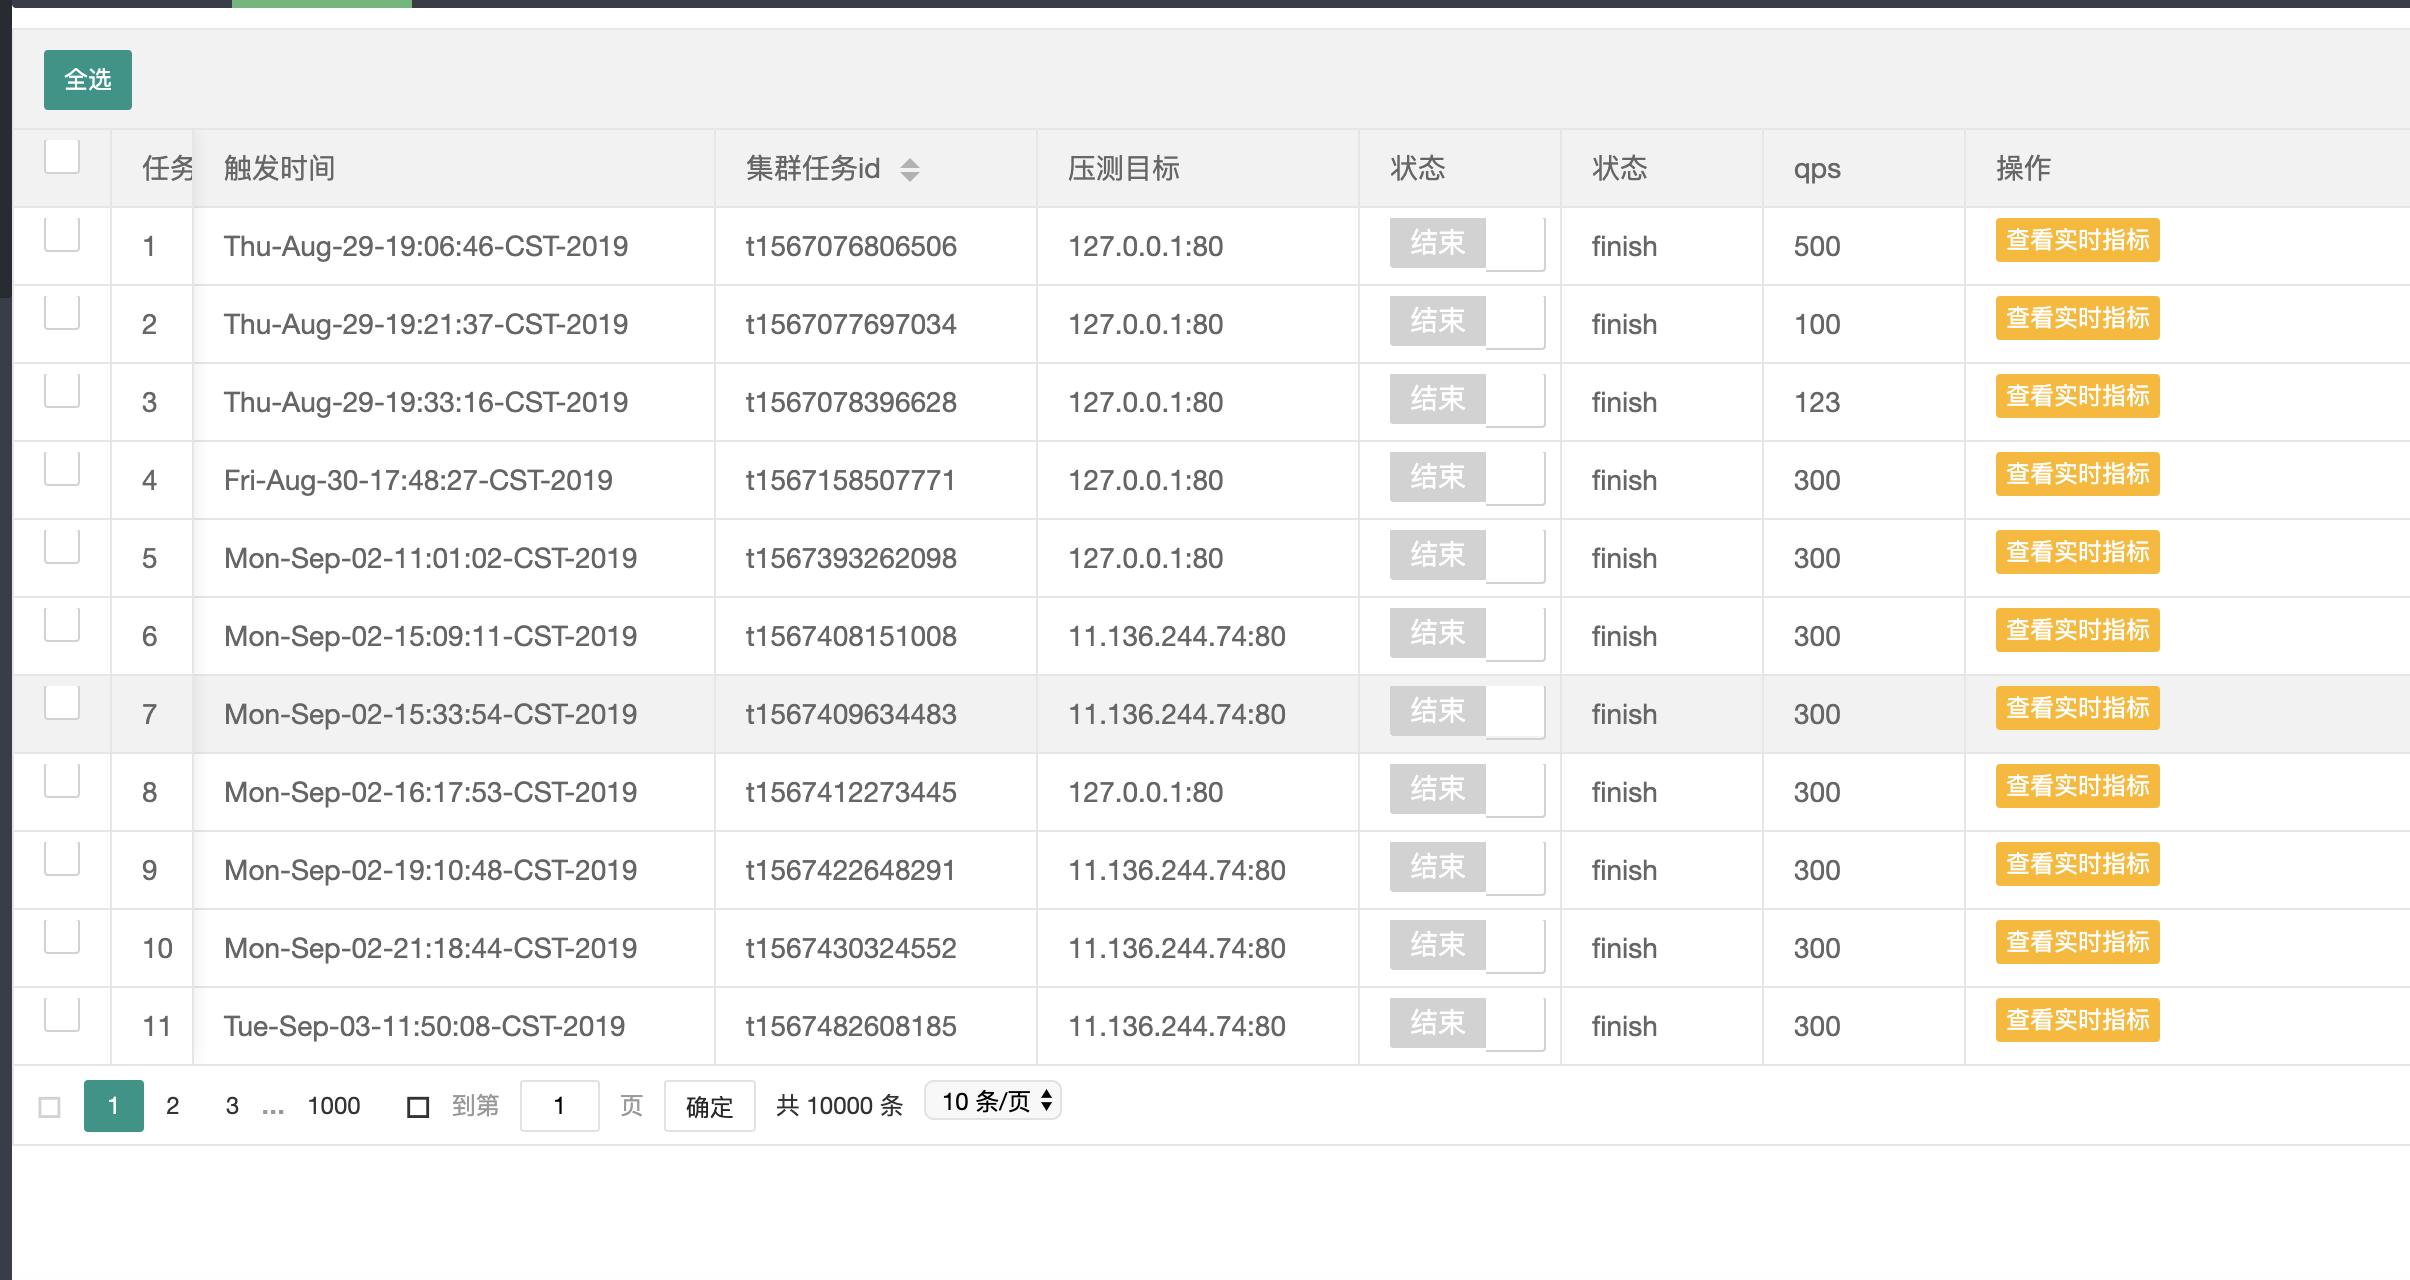 全选
任务 触发时间 集群任务id 压测目标 状态 状态 qps 操作
1 Thu-Aug-29-19:06:46-CST-2019 t1567076806506 127.0.0.1:80 结束 finish 500 查看实时指标
2 Thu-Aug-29-19:21:37-CST-2019 t1567077697034 127.0.0.1:80 结束 finish 100 查看实时指标
3 Thu-Aug-29-19:33:16-CST-2019 t1567078396628 127.0.0.1:80 结束 finish 123 查看实时指标
4 Fri-Aug-30-17:48:27-CST-2019 t1567158507771 127.0.0.1:80 结束 finish 300 查看实时指标
5 Mon-Sep-02-11:01:02-CST-2019 t1567393262098 127.0.0.1:80 结束 finish 300 查看实时指标
6 Mon-Sep-02-15:09:11-CST-2019 t1567408151008 11.136.244.74:80 结束 finish 300 查看实时指标
7 Mon-Sep-02-15:33:54-CST-2019 t1567409634483 11.136.244.74:80 结束 finish 300 查看实时指标
8 Mon-Sep-02-16:17:53-CST-2019 t1567412273445 127.0.0.1:80 结束 finish 300 查看实时指标
9 Mon-Sep-02-19:10:48-CST-2019 t1567422648291 11.136.244.74:80 结束 finish 300 查看实时指标
10 Mon-Sep-02-21:18:44-CST-2019 t1567430324552 11.136.244.74:80 结束 finish 300 查看实时指标
11 Tue-Sep-03-11:50:08-CST-2019 t1567482608185 11.136.244.74:80 结束 finish 300 查看实时指标
1 2 3 … 1000 到第 1 页 确定 共 10000 条 10 条/页